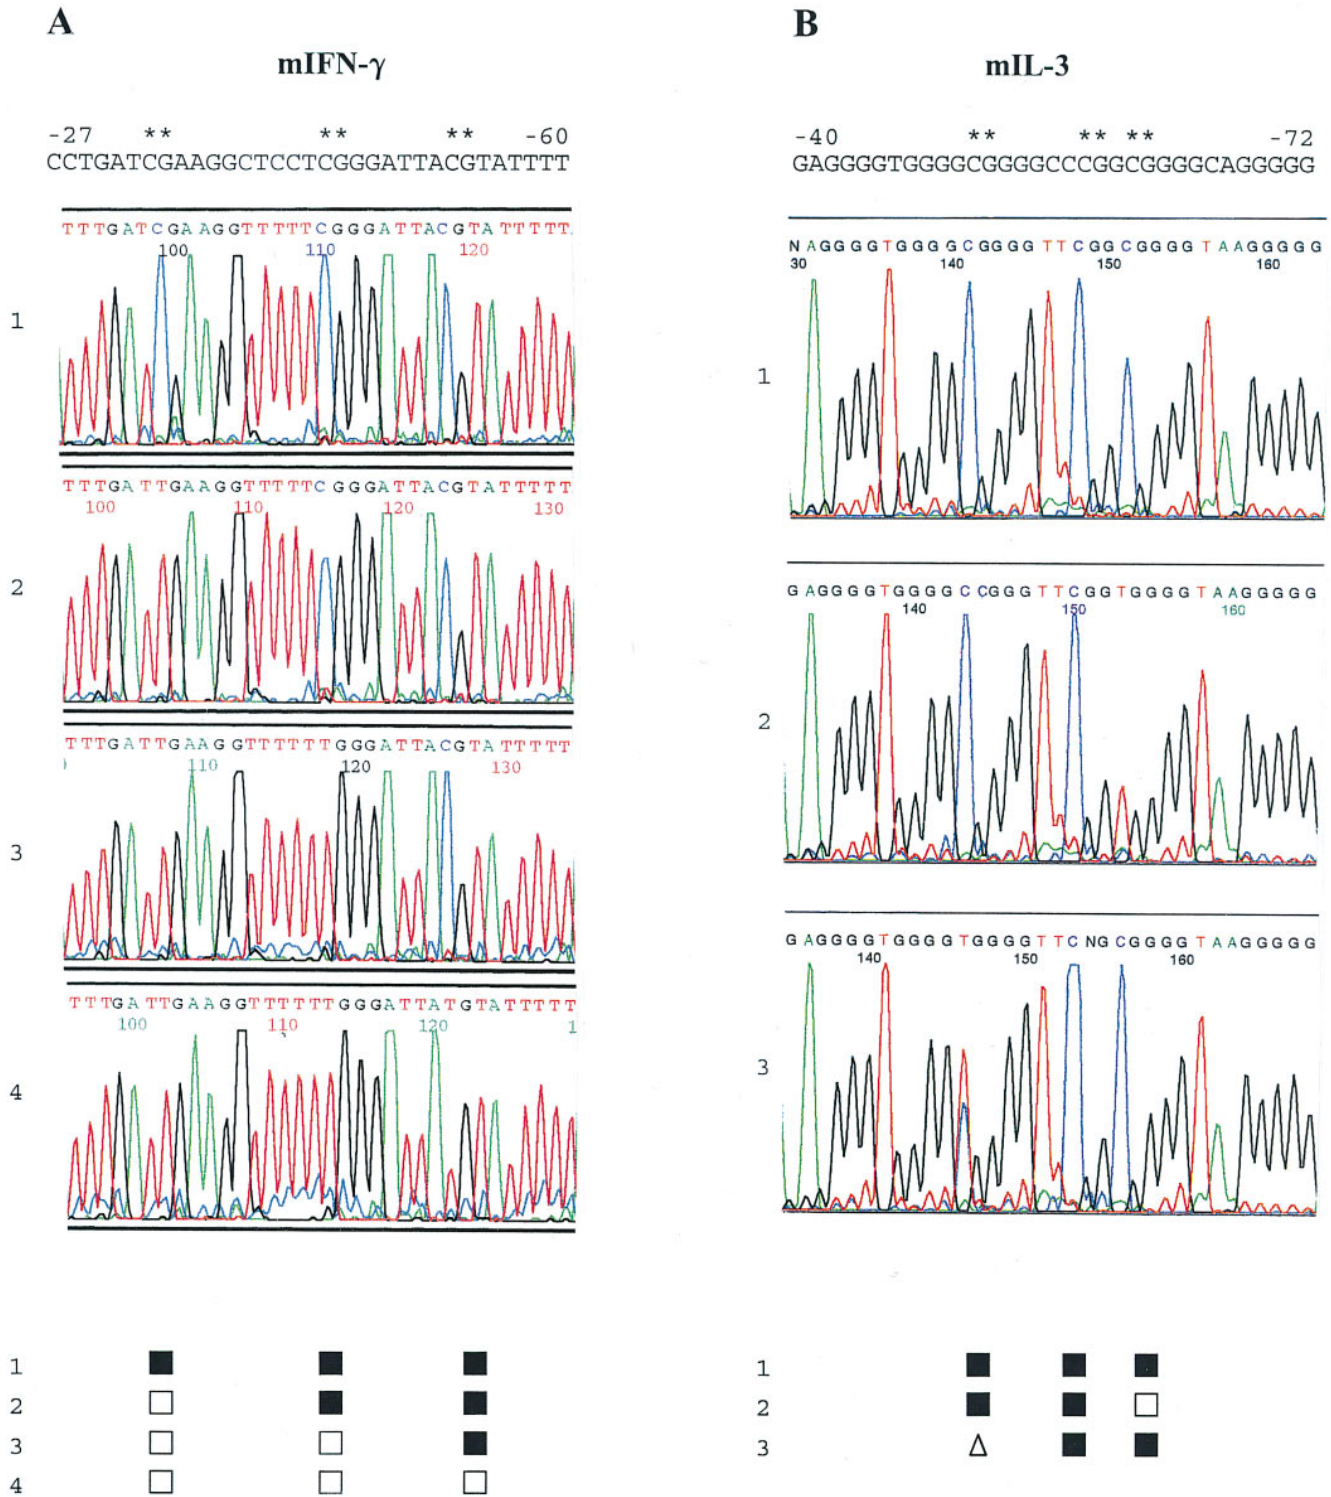 A
mIFN-γ
-27 ** ** ** -60
CCTGATCGAAGGCTCCTCGGGATTACGTATTTT
TTTGATCGAAGGTTTTTCGGGATTACGTATTTTT
100 110 120
1
TTTGATTGAAGGTTTTTCGGGATTACGTATTTTT
100 110 120 130
2
TTTGATTGAAGGTTTTTTGGGATTACGTATTTTT
110 120 130
3
TTTGATTGAAGGTTTTTTGGGATTATGTATTTTT
100 110 120 1
4
1
2
3
4
B
mIL-3
-40 ** ** ** -72
GAGGGGTGGGGCGGGGCCCGGCGGGGCAGGGGG
NAGGGGTGGGGCGGGGTTCGGCGGGGTAAGGGGG
30 140 150 160
1
GAGGGGTGGGGCCGGGTTCGGTGGGGTAAGGGGG
140 150 160
2
GAGGGGTGGGGTGGGGTTCNGCGGGGTAAGGGGG
140 150 160
3
1
2
3